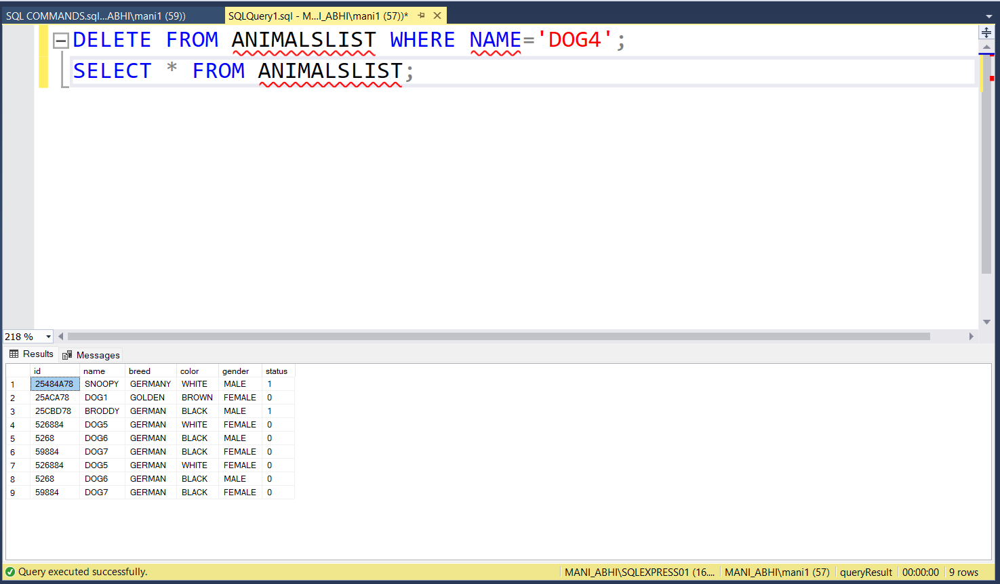 SQL COMMANDS.sql...ABHI\mani1 (59))
SQLQuery1.sql - M...I_ABHI\mani1 (57))*
DELETE FROM ANIMALSLIST WHERE NAME='DOG4';
SELECT * FROM ANIMALSLIST;
218 %
Results Messages
id name breed color gender status
1 25484A78 SNOOPY GERMANY WHITE MALE 1
2 25ACA78 DOG1 GOLDEN BROWN FEMALE 0
3 25CBD78 BRODDY GERMAN BLACK MALE 1
4 526884 DOG5 GERMAN WHITE FEMALE 0
5 5268 DOG6 GERMAN BLACK MALE 0
6 59884 DOG7 GERMAN BLACK FEMALE 0
7 526884 DOG5 GERMAN WHITE FEMALE 0
8 5268 DOG6 GERMAN BLACK MALE 0
9 59884 DOG7 GERMAN BLACK FEMALE 0
Query executed successfully. MANI_ABHI\SQLEXPRESS01 (16.... MANI_ABHI\mani1 (57) queryResult 00:00:00 9 rows